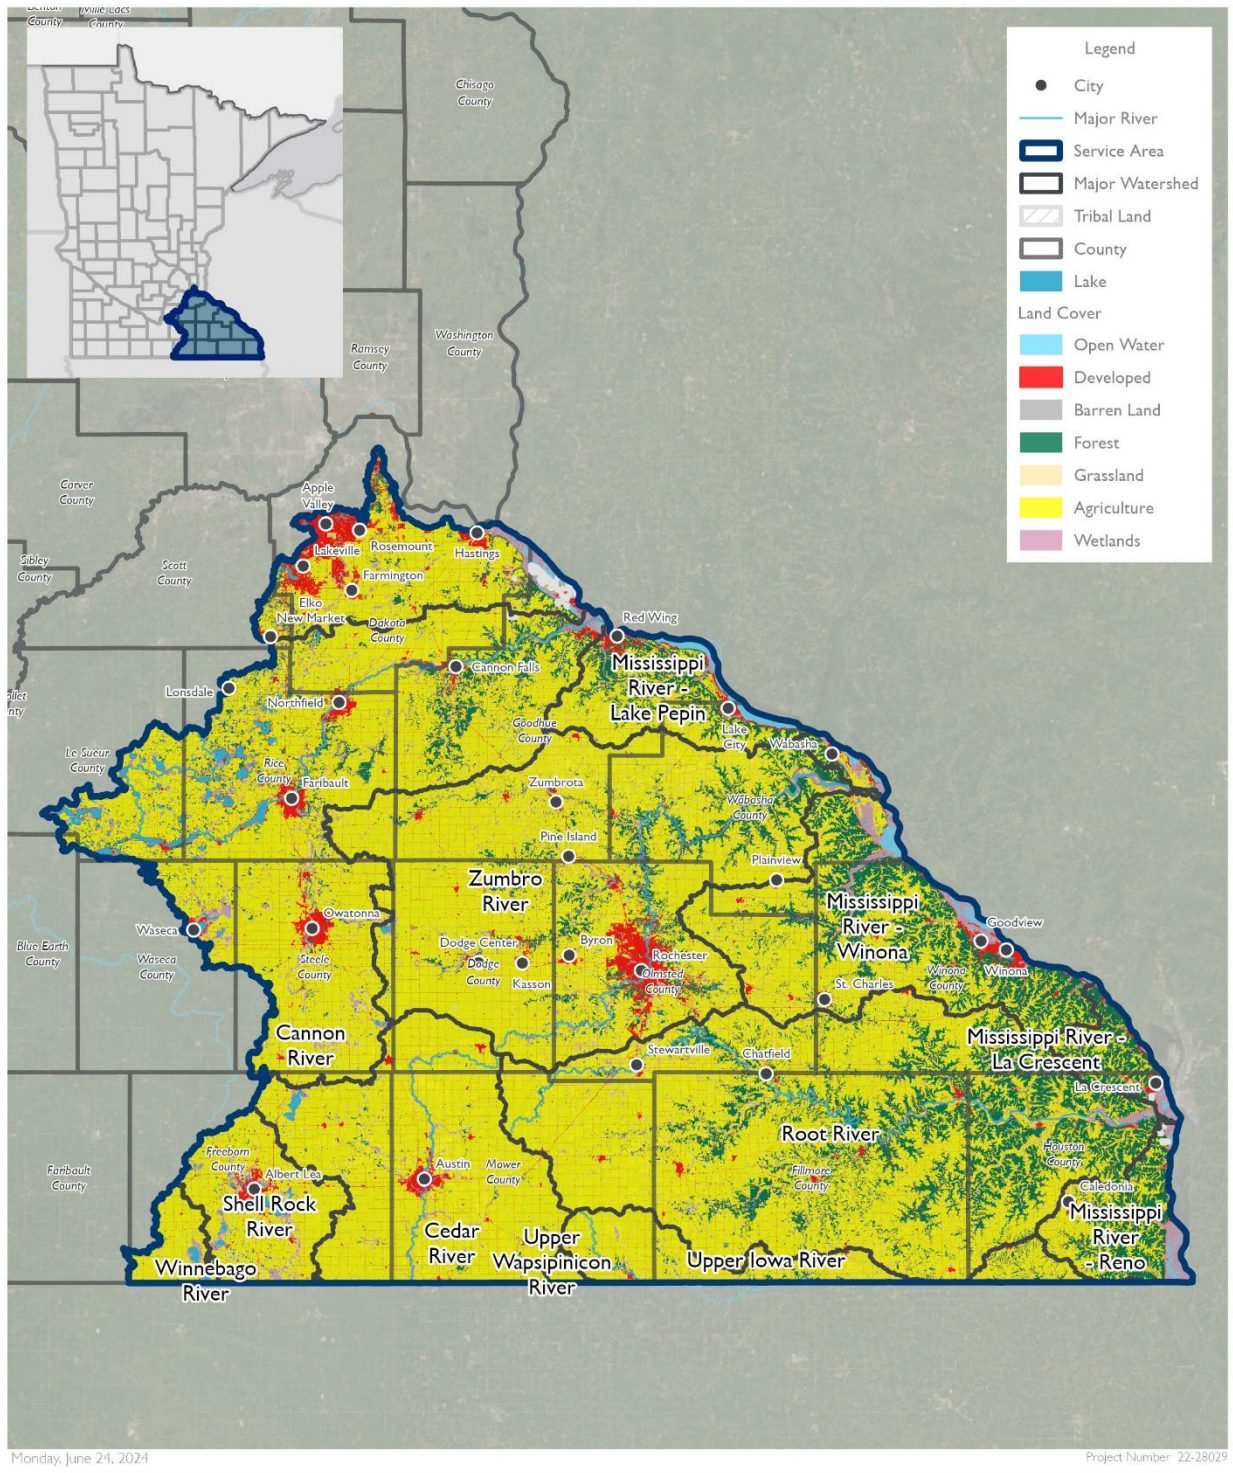 Benton
County
Mille Lacs
County
Chisago
County
Washington
County
Ramsey
County
Carver
County
Sibley
County
Scott
County
Legend
City
Major River
Service Area
Major Watershed
Tribal Land
County
Lake
Land Cover
Open Water
Developed
Barren Land
Forest
Grassland
Agriculture
Wetlands
Apple
Valley
Lakeville
Rosemount
Hastings
Farmington
Elko
New Market
Dakota
County
Red Wing
Cannon Falls
Mississippi
River -
Lake Pepin
Lonsdale
Northfield
Goodhue
County
Lake
City
Wabasha
Le Sueur
County
Rice
County
Faribault
Zumbrota
Wabasha
County
Pine Island
Plainview
Zumbro
River
Mississippi
River -
Winona
Goodview
Winona
Winona
County
Waseca
Owatonna
Blue Earth
County
Waseca
County
Steele
County
Dodge Center
Dodge
County
Kasson
Byron
Rochester
Olmsted
County
St. Charles
Cannon
River
Stewartville
Chatfield
Mississippi River -
La Crescent
La Crescent
Root River
Houston
County
Faribault
County
Freeborn
County
Albert Lea
Shell Rock
River
Austin
Mower
County
Fillmore
County
Caledonia
Mississippi
River
- Reno
Cedar
River
Upper
Wapsipinicon
River
Upper Iowa River
Winnebago
River
Monday, June 24, 2024
Project Number 22-28029